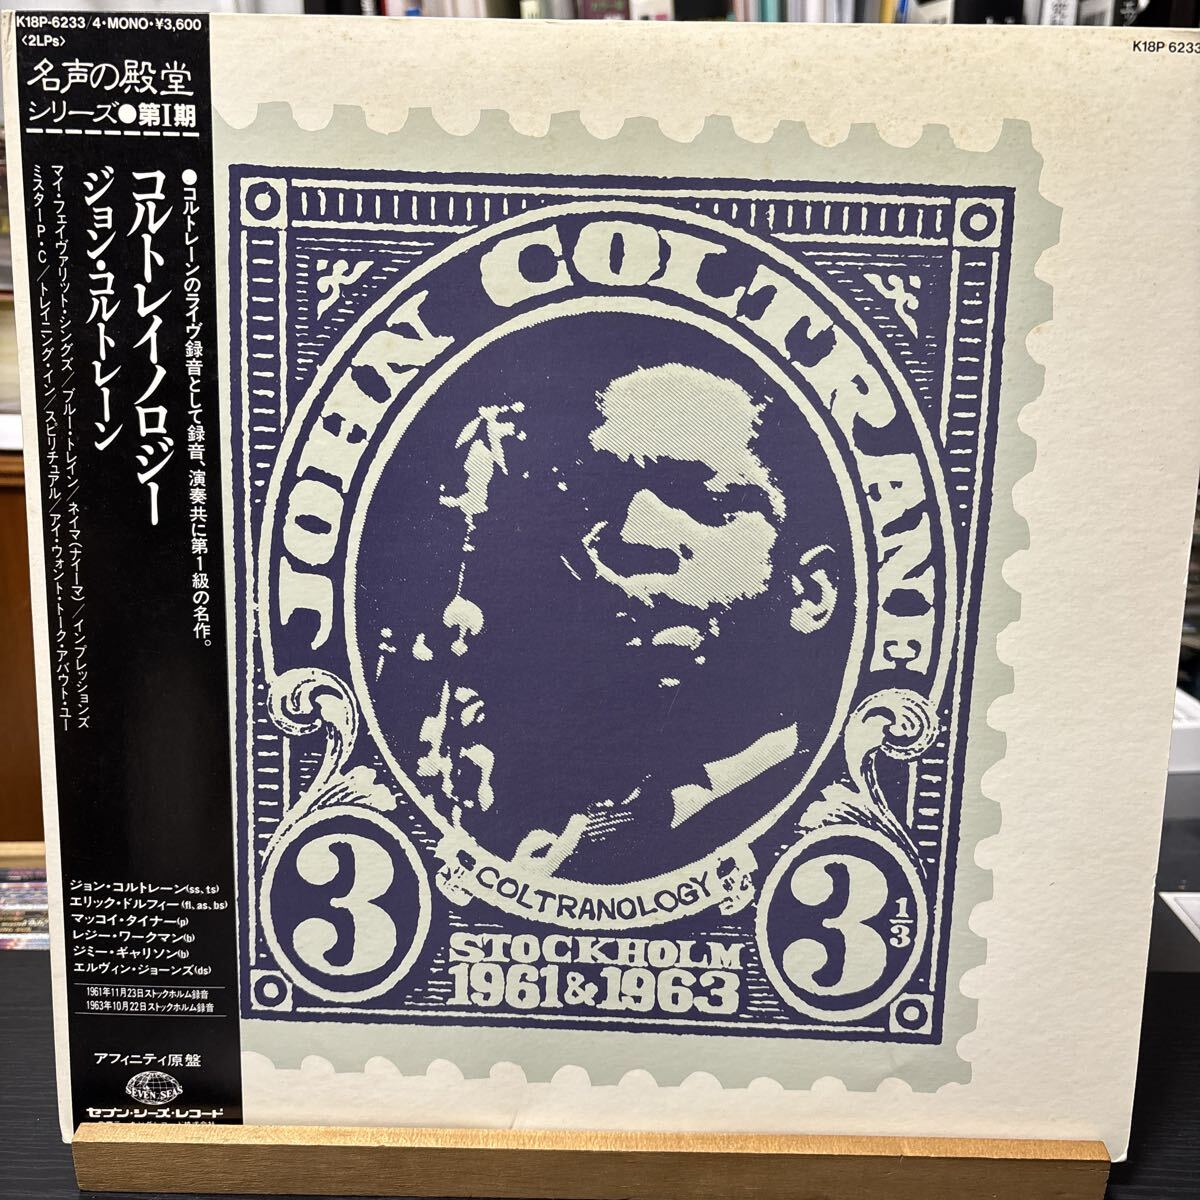 K18P-6233/4・MONO・¥3,600
〈2LPs〉
名声の殿堂
シリーズ●第Ⅰ期
●コルトレーンのライヴ録音として録音、演奏共に第1級の名作。
コルトレイノロジー
ジョン・コルトレーン
マイ・フェイヴァリット・シングズ/ブルー・トレイン/ネイマ(ナイーマ)/インプレッションズ
ミスターP・C/トレイニング・イン/スピリチュアル/アイ・ウォント・トーク・アバウト・ユー
ジョン・コルトレーン(ss、ts)
エリック・ドルフィー(fl、as、bs)
マッコイ・タイナー(p)
レジー・ワークマン(b)
ジミー・ギャリソン(b)
エルヴィン・ジョーンズ(ds)
1961年11月23日ストックホルム録音
1963年10月22日ストックホルム録音
アフィニティ原盤
SEVEN SEAS
セブン・シーズ・レコード
K18P 6233
JOHN COLTRANE
COLTRANOLOGY
3
3 1/3
STOCKHOLM
1961&1963